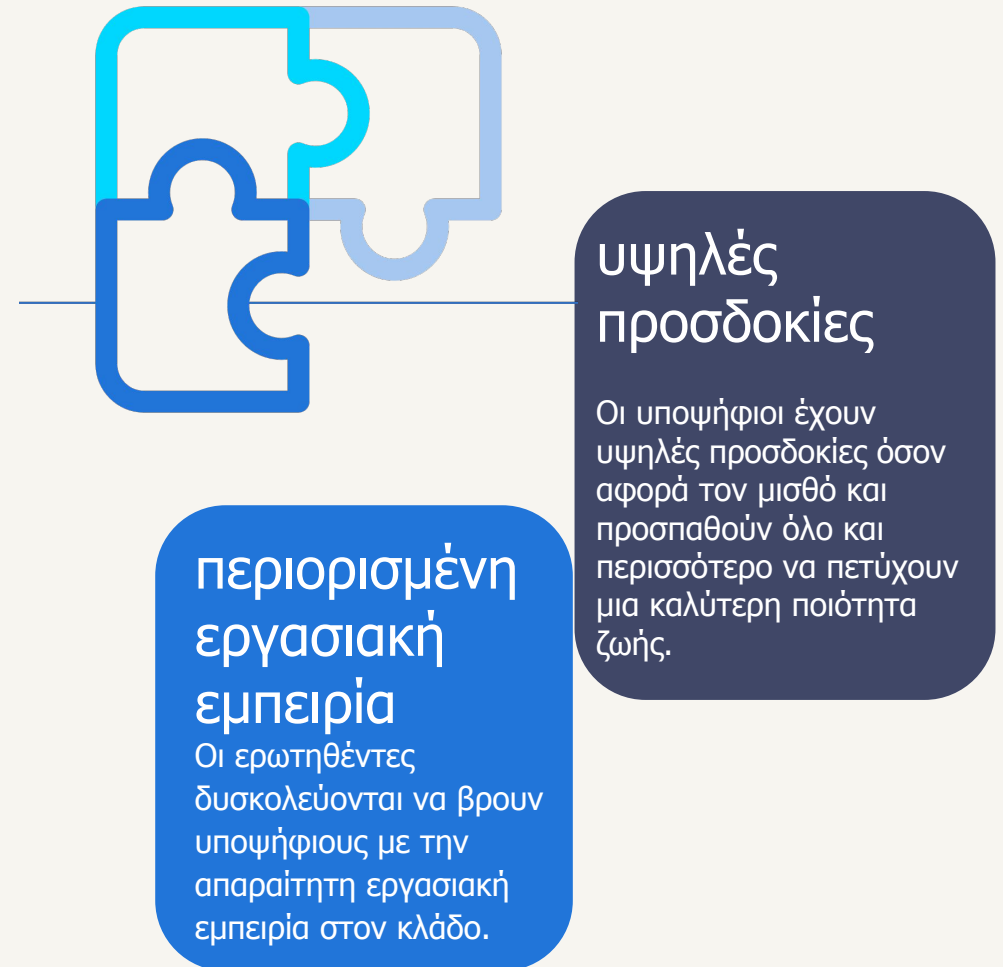 υψηλές
προσδοκίες
Οι υποψήφιοι έχουν
υψηλές προσδοκίες όσον
αφορά τον μισθό και
προσπαθούν όλο και
περισσότερο να πετύχουν
μια καλύτερη ποιότητα
ζωής.
περιορισμένη
εργασιακή
εμπειρία
Οι ερωτηθέντες
δυσκολεύονται να βρουν
υποψήφιους με την
απαραίτητη εργασιακή
εμπειρία στον κλάδο.